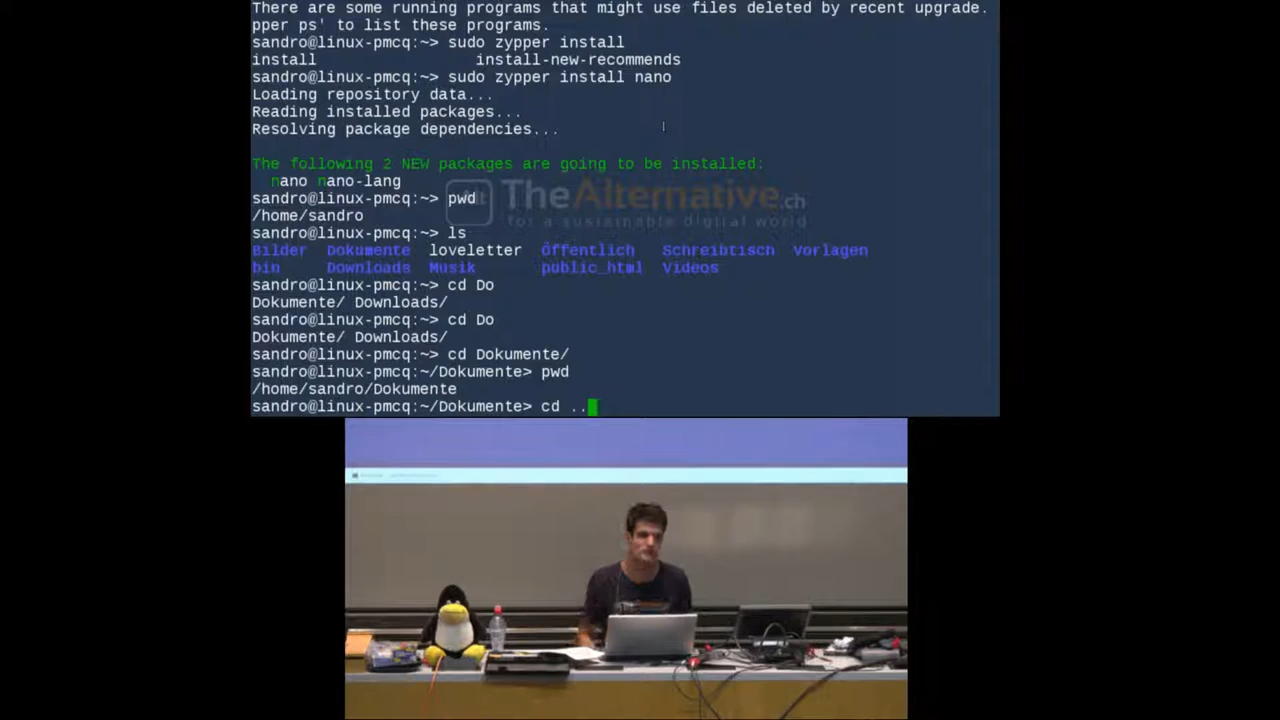 There are some running programs that might use files deleted by recent upgrade.
pper ps' to list these programs.
sandro@linux-pmcq:~> sudo zypper install
install install-new-recommends
sandro@linux-pmcq:~> sudo zypper install nano
Loading repository data...
Reading installed packages...
Resolving package dependencies...
The following 2 NEW packages are going to be installed:
nano nano-lang
sandro@linux-pmcq:~> pwd
/home/sandro
TheAlternative.ch
for a sustainable digital world
sandro@linux-pmcq:~> ls
Bilder Dokumente loveletter Öffentlich Schreibtisch Vorlagen
bin Downloads Musik public_html Videos
sandro@linux-pmcq:~> cd Do
Dokumente/ Downloads/
sandro@linux-pmcq:~> cd Do
Dokumente/ Downloads/
sandro@linux-pmcq:~> cd Dokumente/
sandro@linux-pmcq:~/Dokumente> pwd
/home/sandro/Dokumente
sandro@linux-pmcq:~/Dokumente> cd ..